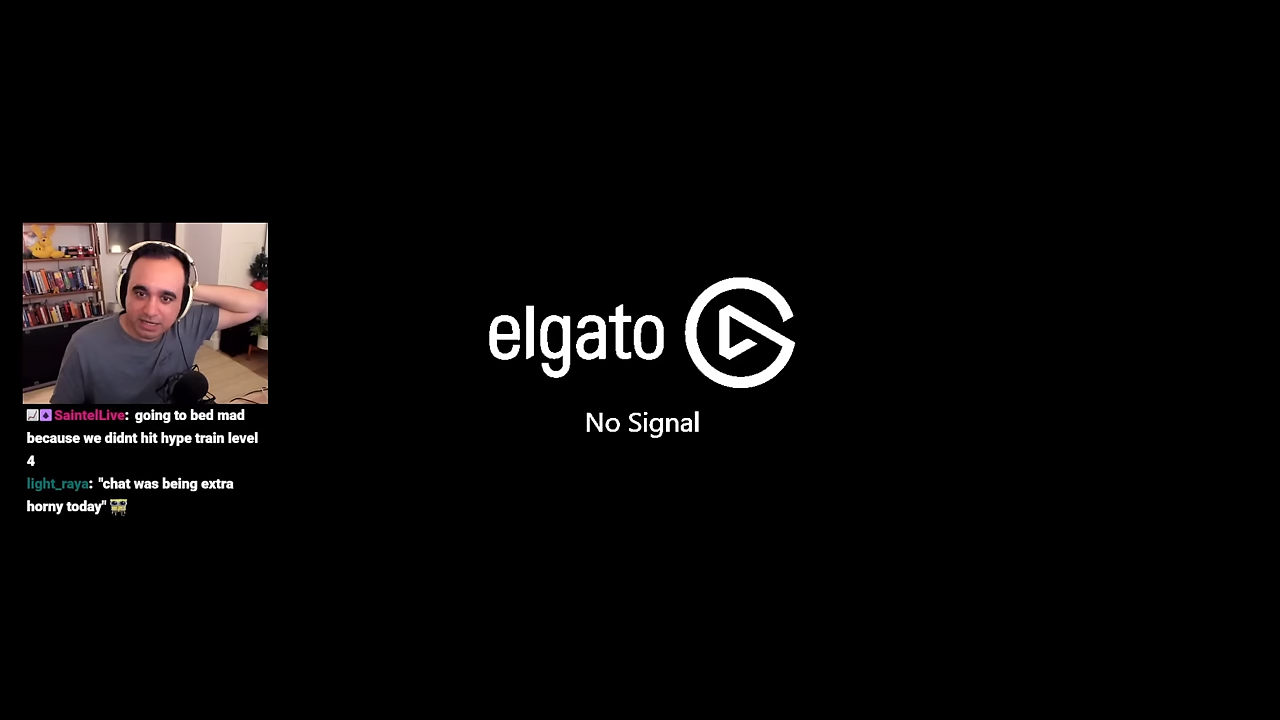 elgato
No Signal
SaintelLive: going to bed mad
because we didnt hit hype train level
4
light_raya: "chat was being extra
horny today"